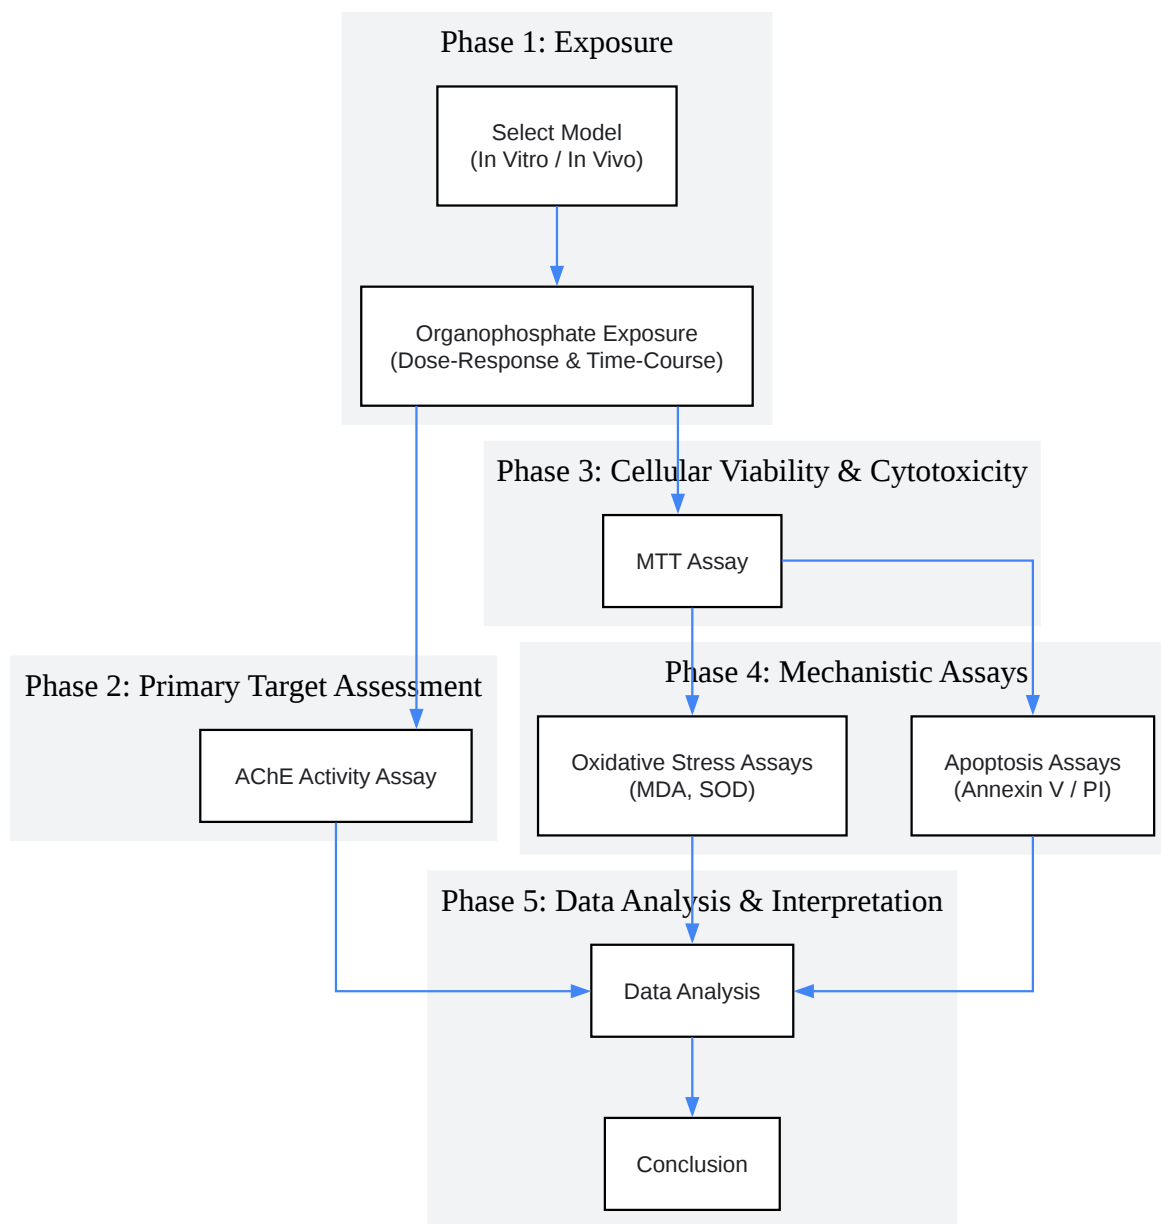 Phase 1: Exposure
Select Model
(In Vitro / In Vivo)
Organophosphate Exposure
(Dose-Response & Time-Course)
Phase 3: Cellular Viability & Cytotoxicity
MTT Assay
Phase 2: Primary Target Assessment
AChE Activity Assay
Phase 4: Mechanistic Assays
Oxidative Stress Assays
(MDA, SOD)
Apoptosis Assays
(Annexin V / PI)
Phase 5: Data Analysis & Interpretation
Data Analysis
Conclusion